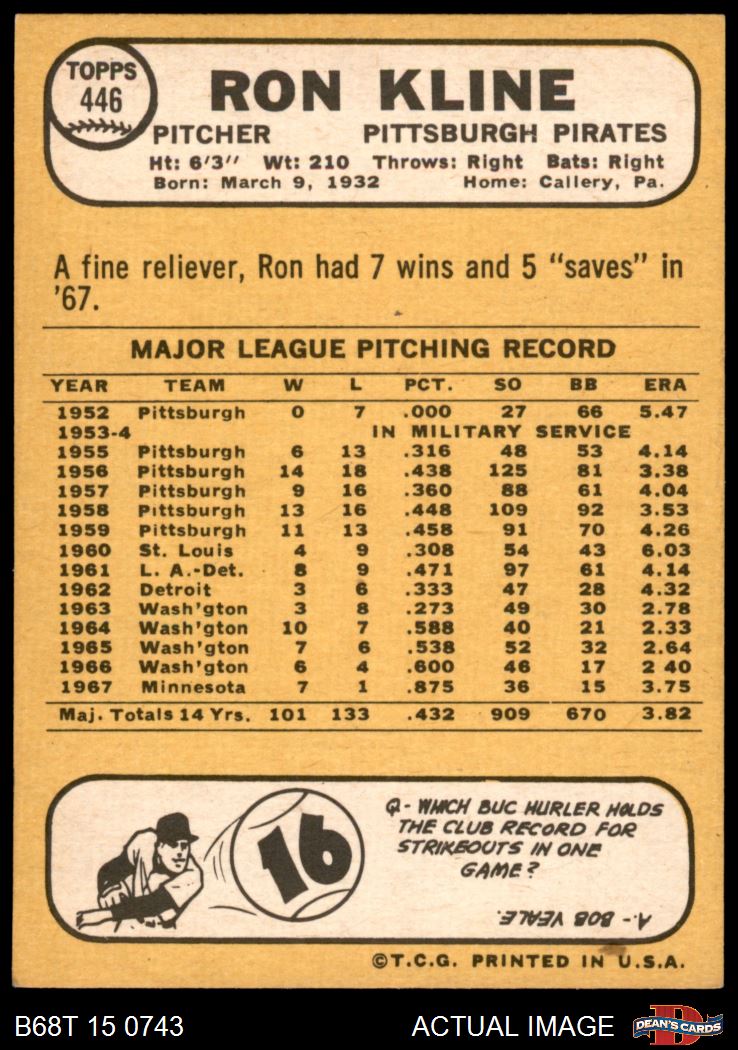 TOPPS
446
RON KLINE
PITCHER PITTSBURGH PIRATES
Ht: 6'3" Wt: 210 Throws: Right Bats: Right
Born: March 9, 1932 Home: Callery, Pa.
A fine reliever, Ron had 7 wins and 5 "saves" in
'67.
MAJOR LEAGUE PITCHING RECORD
YEAR TEAM W L PCT. SO BB ERA
1952 Pittsburgh 0 7 .000 27 66 5.47
1953-4 IN MILITARY SERVICE
1955 Pittsburgh 6 13 .316 48 53 4.14
1956 Pittsburgh 14 18 .438 125 81 3.38
1957 Pittsburgh 9 16 .360 88 61 4.04
1958 Pittsburgh 13 16 .448 109 92 3.53
1959 Pittsburgh 11 13 .458 91 70 4.26
1960 St. Louis 4 9 .308 54 43 6.03
1961 L. A.-Det. 8 9 .471 97 61 4.14
1962 Detroit 3 6 .333 47 28 4.32
1963 Wash'gton 3 8 .273 49 30 2.78
1964 Wash'gton 10 7 .588 40 21 2.33
1965 Wash'gton 7 6 .538 52 32 2.64
1966 Wash'gton 6 4 .600 46 17 2 40
1967 Minnesota 7 1 .875 36 15 3.75
Maj. Totals 14 Yrs. 101 133 .432 909 670 3.82
16
Q- WHICH BUC HURLER HOLDS
THE CLUB RECORD FOR
STRIKEOUTS IN ONE
GAME?
A.- BOB VEALE.
©T.C.G. PRINTED IN U.S.A.
B68T 15 0743 ACTUAL IMAGE
DEAN'S CARDS